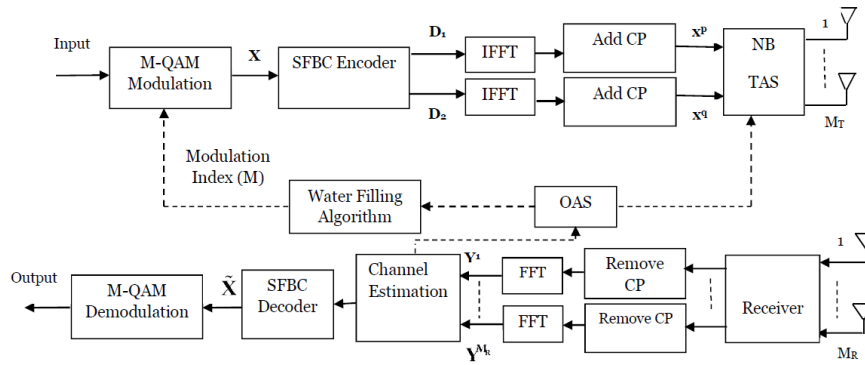 Input
M-QAM
Modulation
X
SFBC Encoder
D₁
D₂
IFFT
IFFT
Add CP
Add CP
xᵖ
x^q
NB
TAS
1
M_T
Modulation
Index (M)
Water Filling
Algorithm
OAS
Output
M-QAM
Demodulation
X̃
SFBC
Decoder
Channel
Estimation
Y¹
Y^{M_R}
FFT
FFT
Remove
CP
Remove CP
Receiver
1
M_R